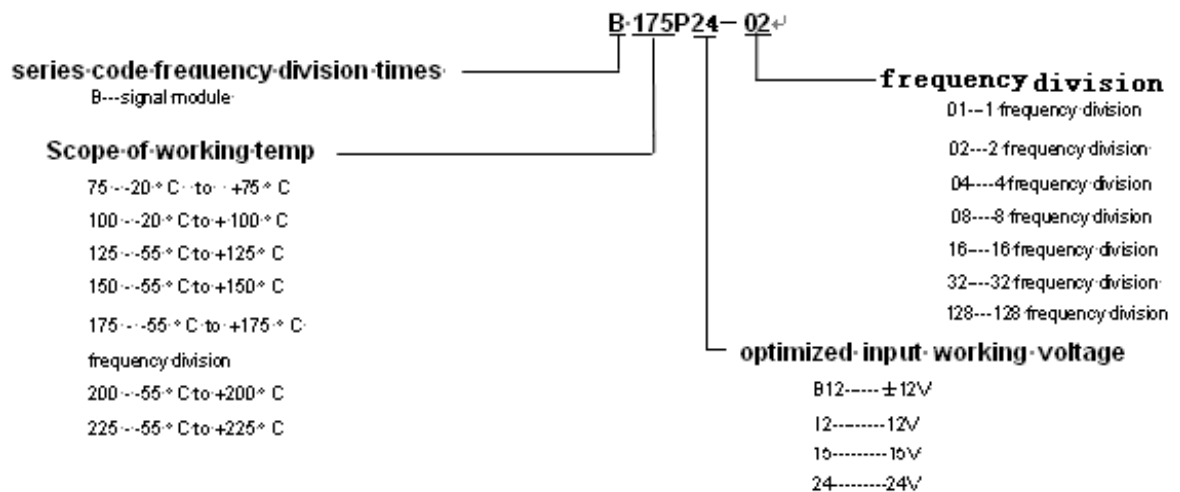 B·175P24— 02↵
series·code·frequency·division·times·
B---signal module·
Scope·of·working·temp
75·-·-20·°C··to··+75·°C
100·-·-20·°C·to·+·100·°C
125·-·-55·°C·to·+125·°C
150·-·-55·°C·to·+150·°C
175·-·-55·°C·to·+175·°C·
frequency division
200·-·-55·°C·to·+200·°C
225·-·-55·°C·to·+225·°C
frequency division
01---1 frequency·division
02---2·frequency·division·
04----4frequency·division
08----8·frequency·division
16----16·frequency·division
32----32·frequency·division·
128---128·frequency·division
optimized·input·working·voltage
B12-----±12V
12---------12V
15---------15V
24---------24V